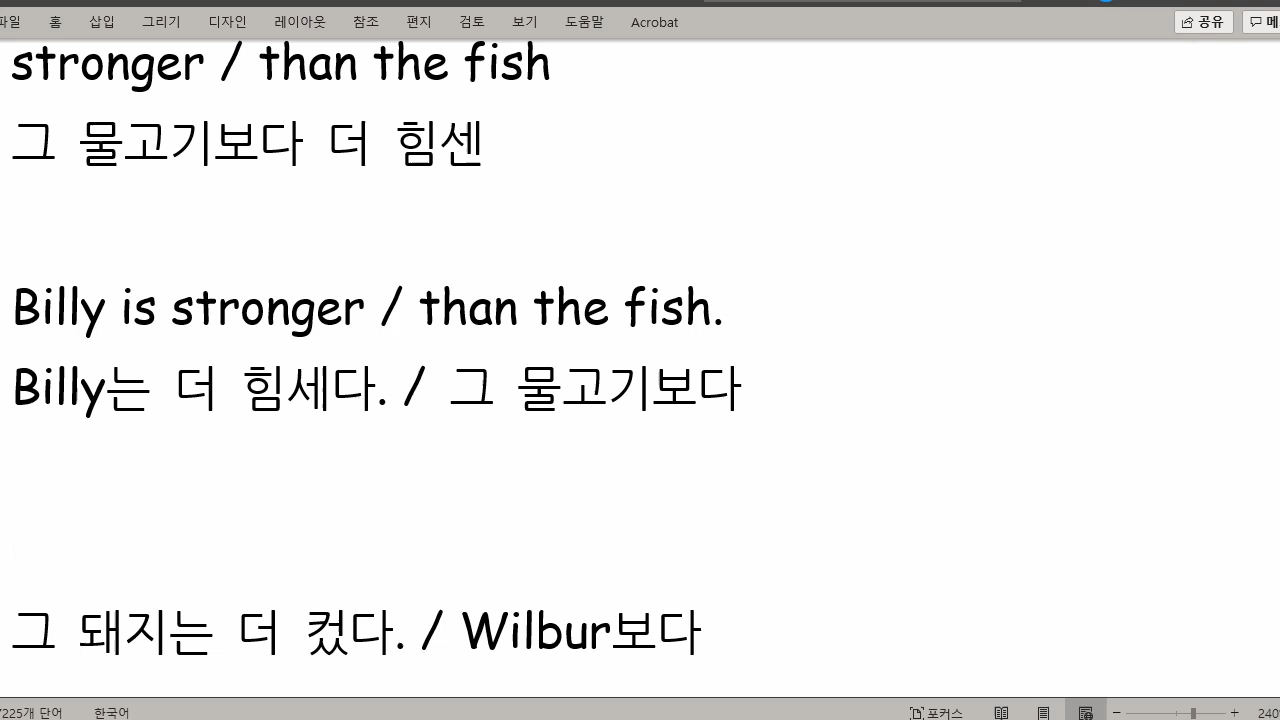 파일 홈 삽입 그리기 디자인 레이아웃 참조 편지 검토 보기 도움말 Acrobat 공유
stronger / than the fish
그 물고기보다 더 힘센
Billy is stronger / than the fish.
Billy는 더 힘세다. / 그 물고기보다
그 돼지는 더 컸다. / Wilbur보다
7225개 단어 한국어 포커스 - + 240